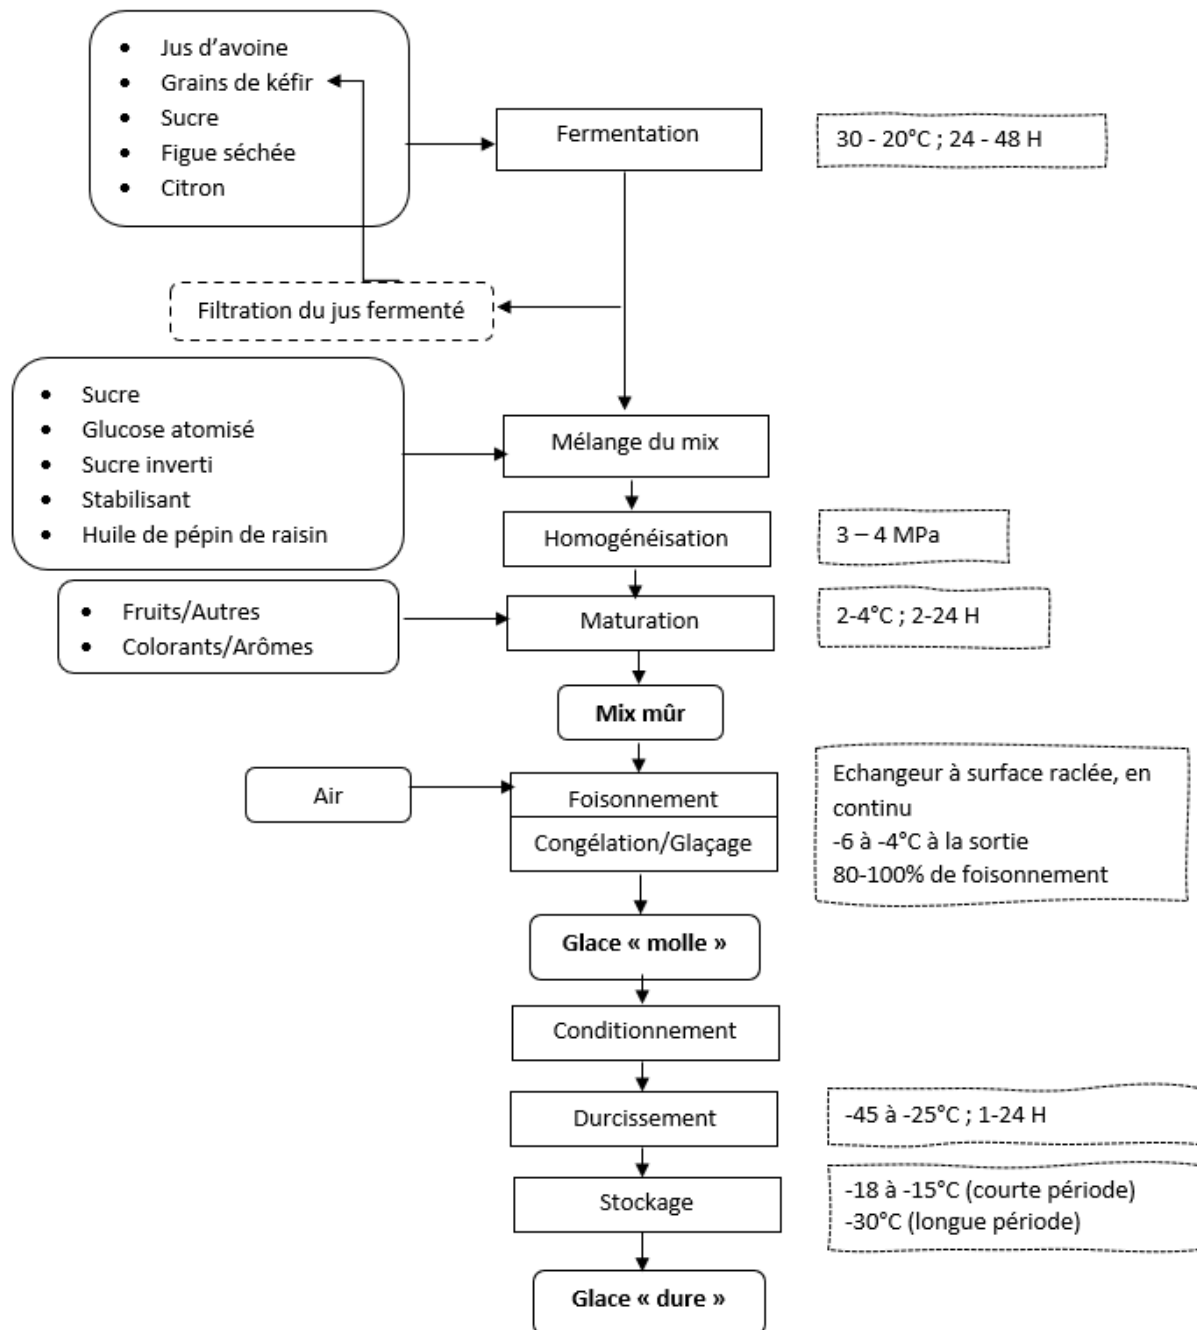 • Jus d’avoine
• Grains de kéfir
• Sucre
• Figue séchée
• Citron
Fermentation
30 - 20°C ; 24 - 48 H
Filtration du jus fermenté
• Sucre
• Glucose atomisé
• Sucre inverti
• Stabilisant
• Huile de pépin de raisin
Mélange du mix
Homogénéisation
3 – 4 MPa
• Fruits/Autres
• Colorants/Arômes
Maturation
2-4°C ; 2-24 H
Mix mûr
Air
Foisonnement
Congélation/Glaçage
Echangeur à surface raclée, en
continu
-6 à -4°C à la sortie
80-100% de foisonnement
Glace « molle »
Conditionnement
Durcissement
-45 à -25°C ; 1-24 H
Stockage
-18 à -15°C (courte période)
-30°C (longue période)
Glace « dure »